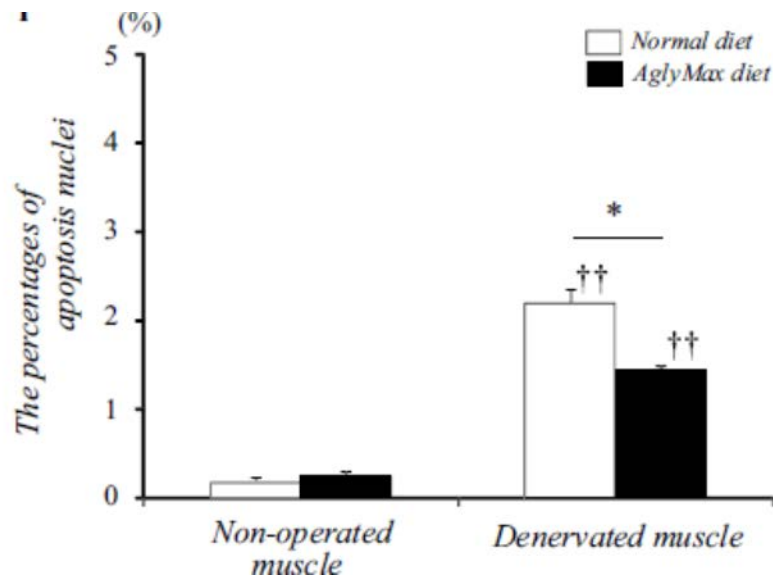 (%)
Normal diet
AglyMax diet
The percentages of
apoptosis nuclei
5
4
3
2
1
0
*
††
††
Non-operated
muscle
Denervated muscle